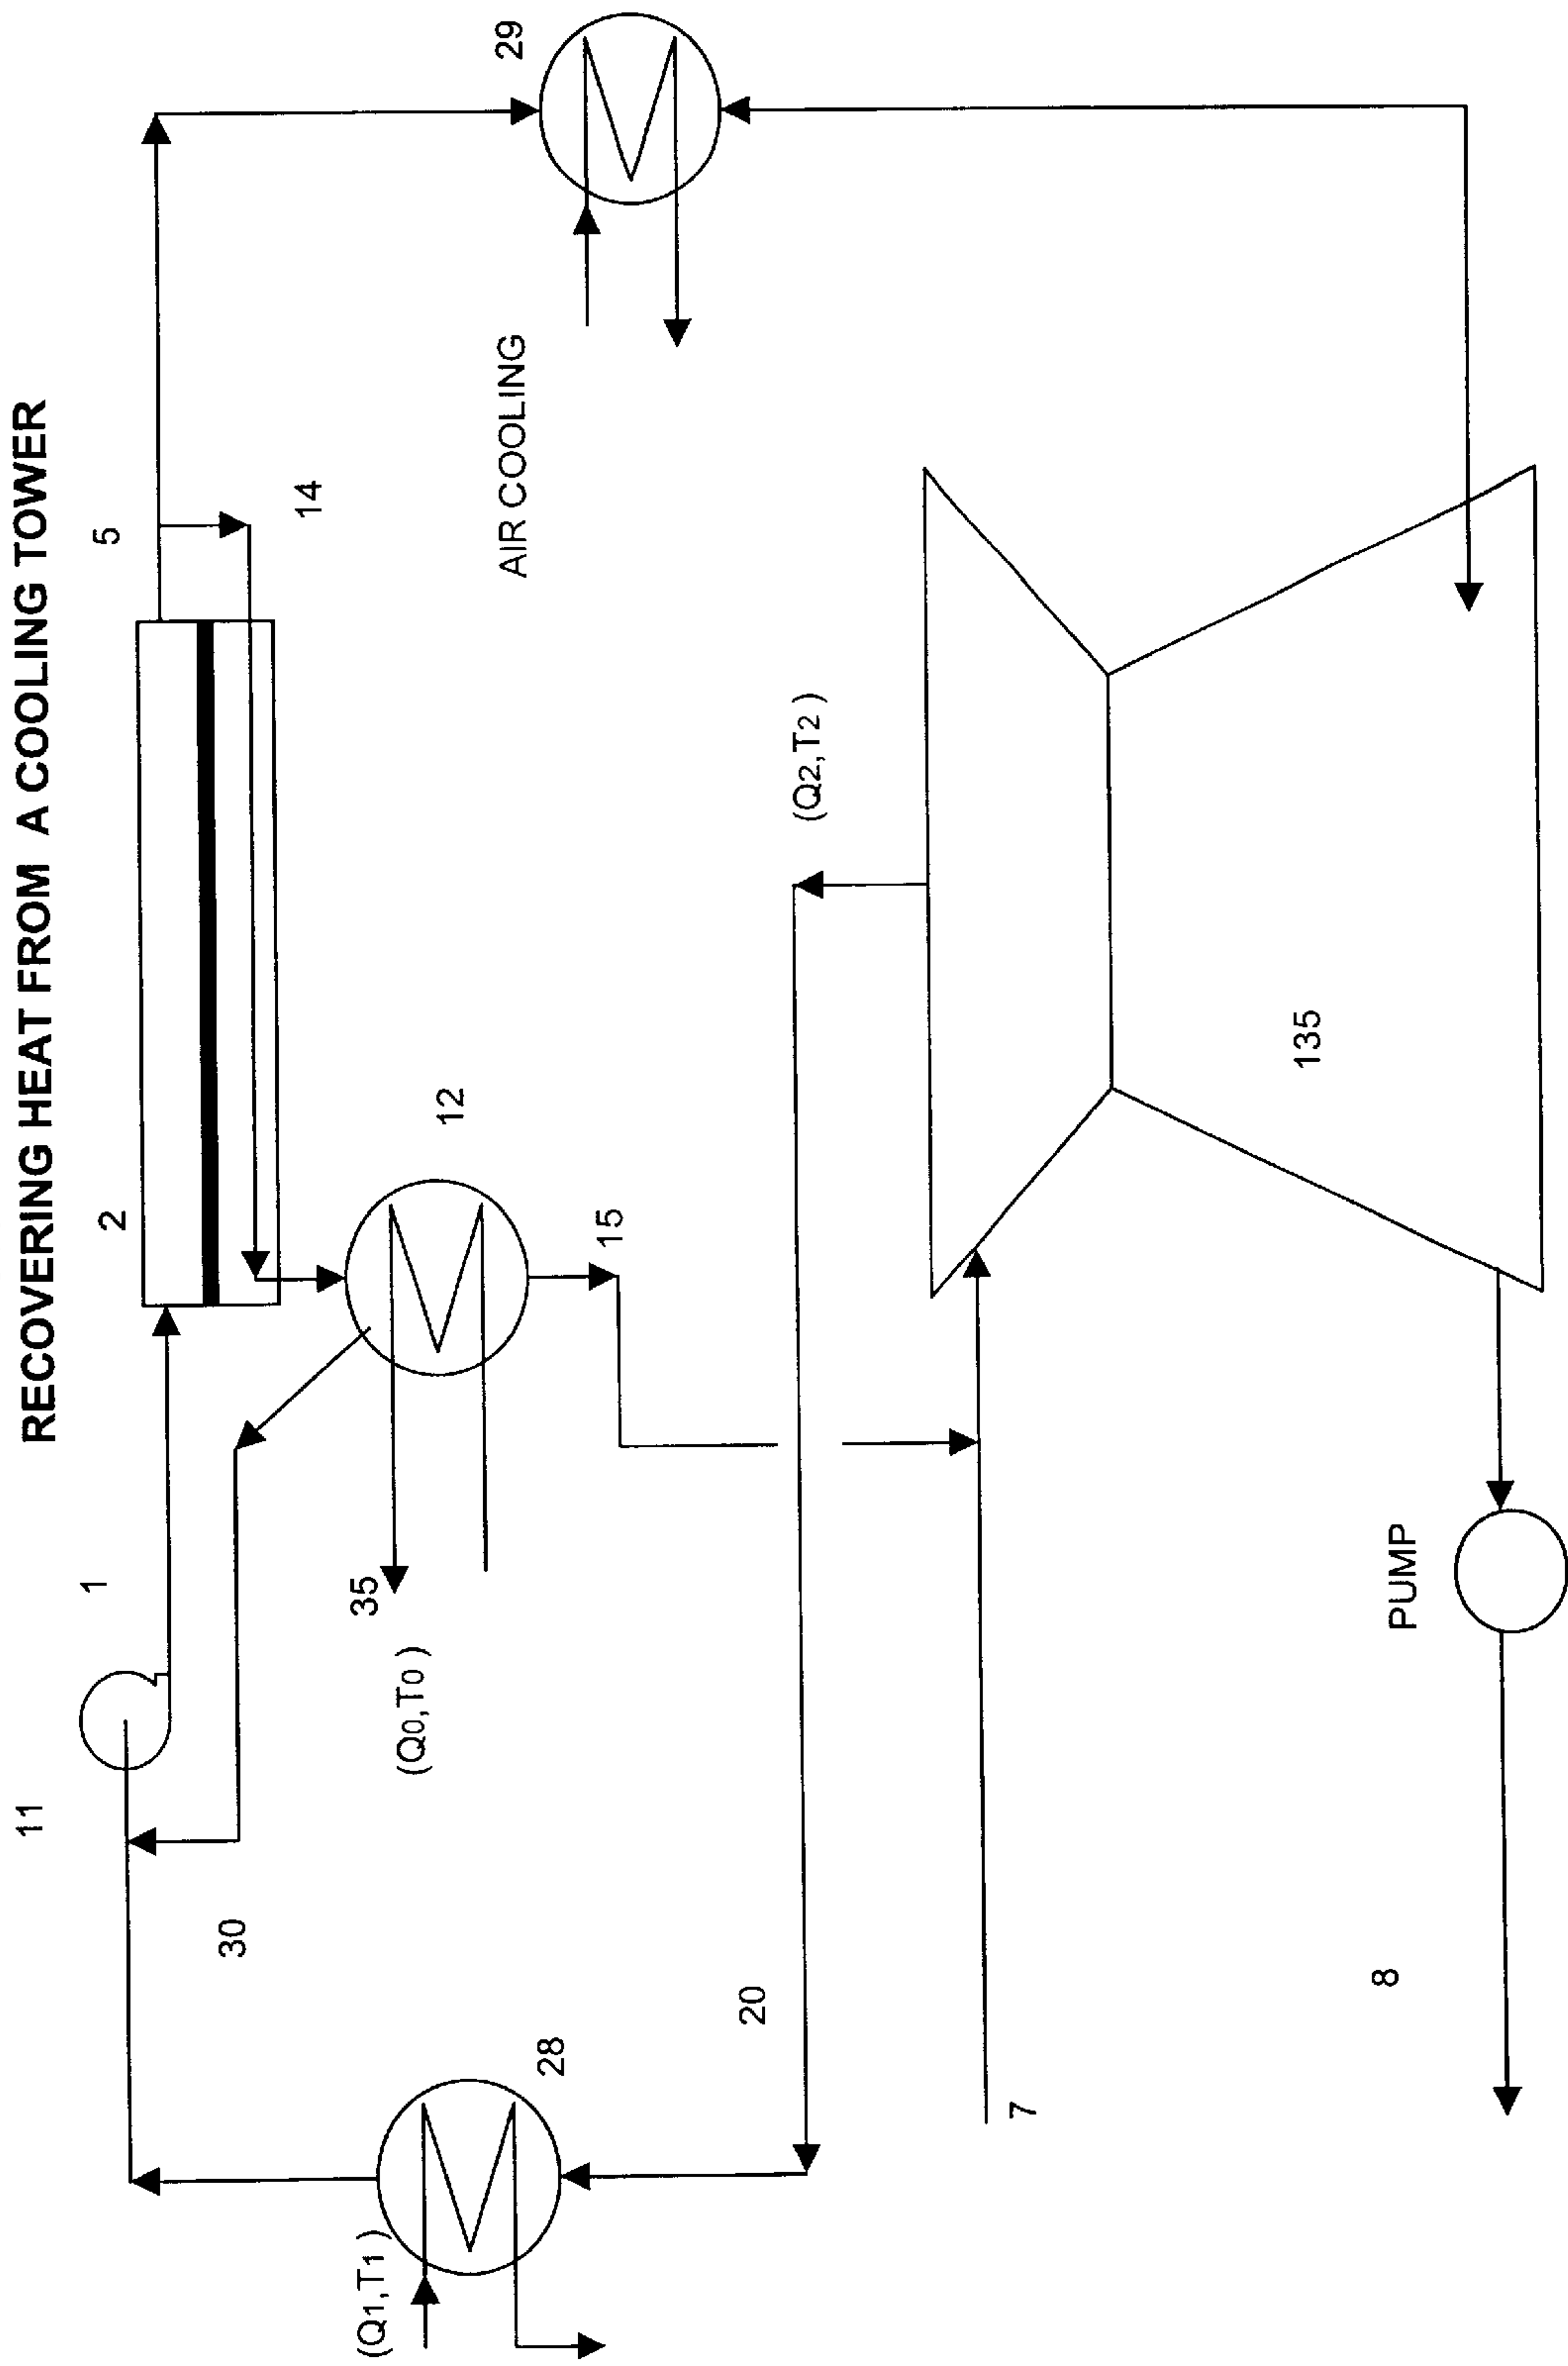 RECOVERING HEAT FROM A COOLING TOWER
11
1
2
5
30
14
29
35
12
(Q1,T1 )
(Q0,T0 )
AIR COOLING
28
15
20
(Q2,T2 )
7
135
8
PUMP